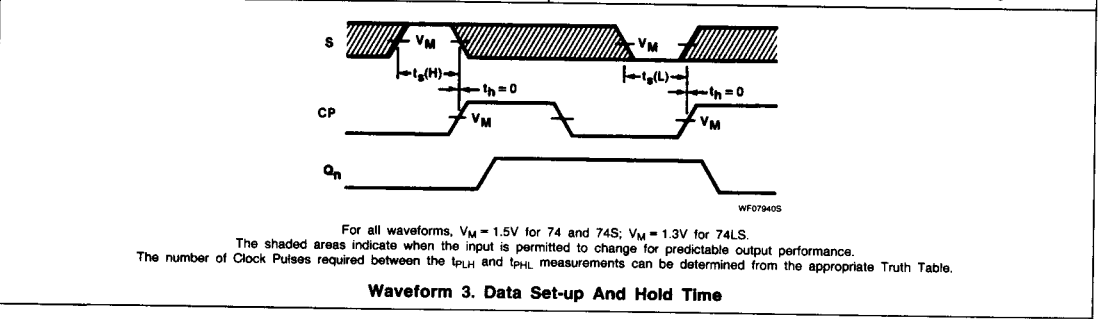 S
V_M
V_M
t_s(H)
t_s(L)
t_h = 0
t_h = 0
CP
V_M
V_M
Q_n
WF07940S
For all waveforms, V_M = 1.5V for 74 and 74S; V_M = 1.3V for 74LS.
The shaded areas indicate when the input is permitted to change for predictable output performance.
The number of Clock Pulses required between the t_PLH and t_PHL measurements can be determined from the appropriate Truth Table.
Waveform 3. Data Set-up And Hold Time